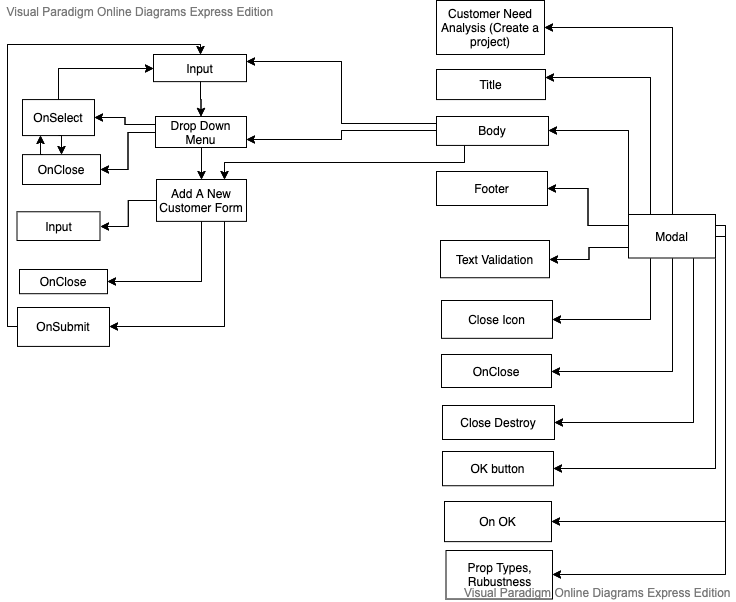 Visual Paradigm Online Diagrams Express Edition
Customer Need
Analysis (Create a
project)
Input
Title
OnSelect
Drop Down
Menu
Body
OnClose
Add A New
Customer Form
Footer
Input
Modal
Text Validation
OnClose
OnSubmit
Close Icon
OnClose
Close Destroy
OK button
On OK
Prop Types,
Rubustness
Visual Paradigm Online Diagrams Express Edition